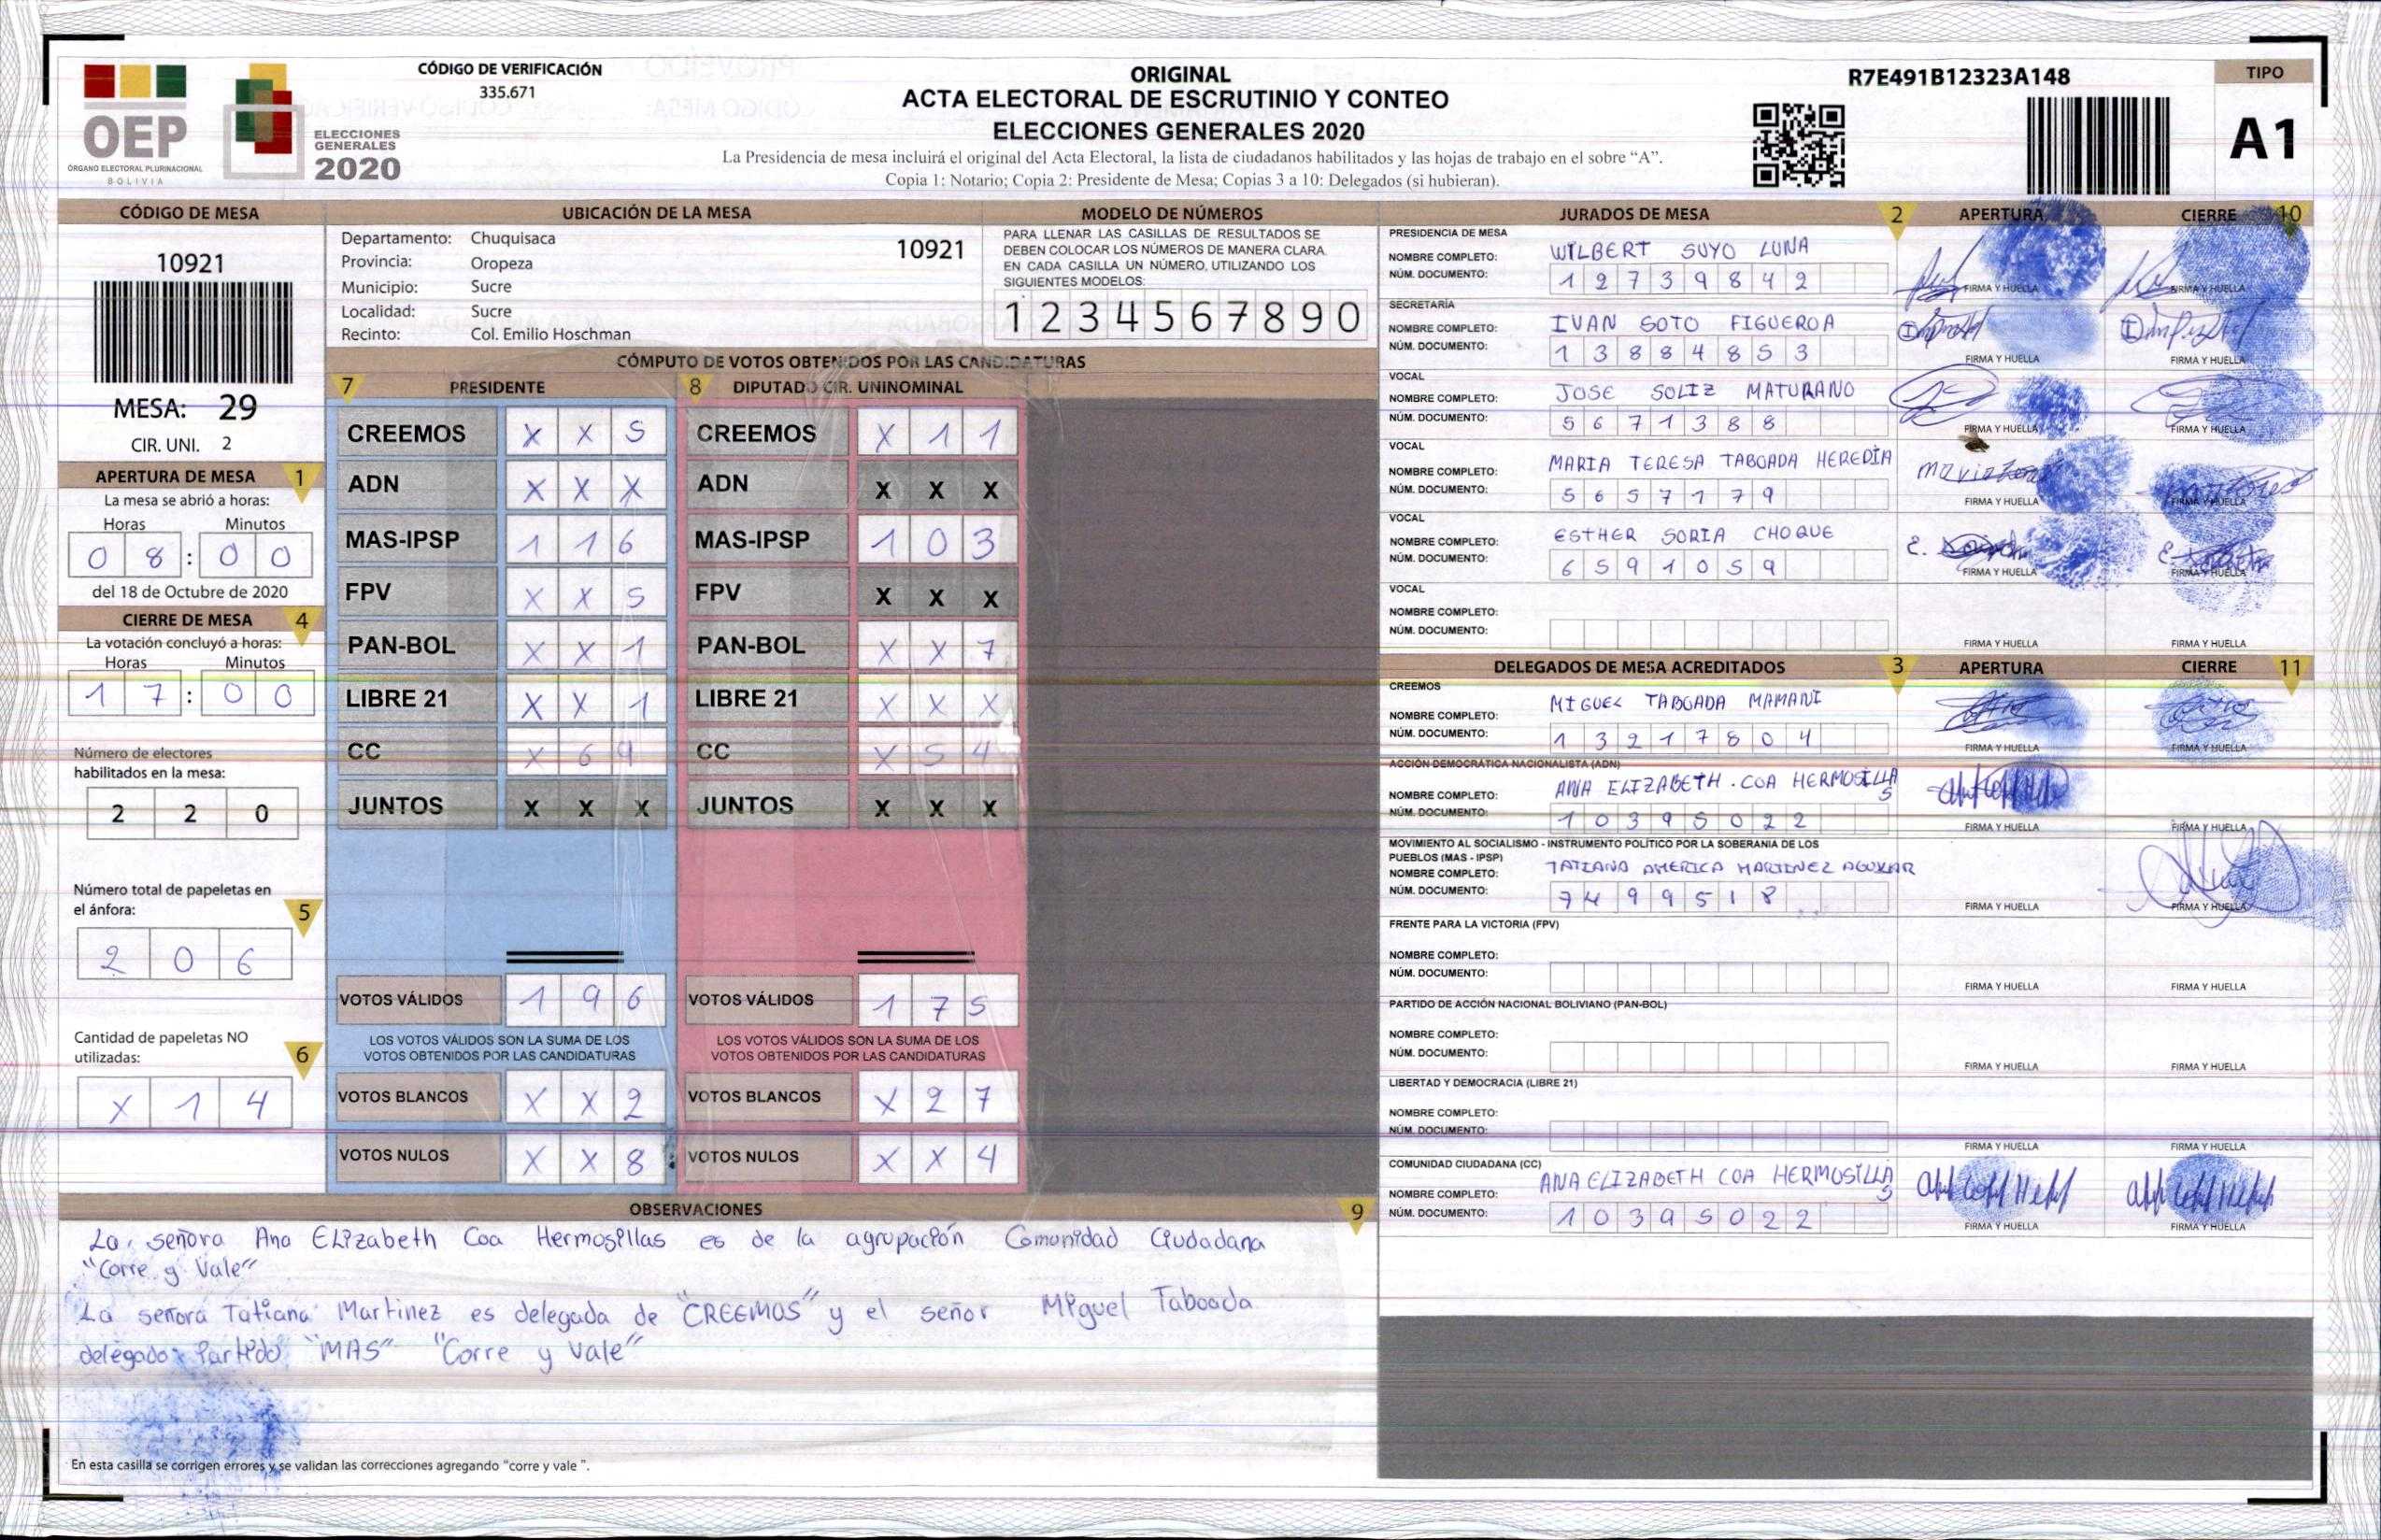 CÓDIGO DE VERIFICACIÓN
335.671
OEP
ÓRGANO ELECTORAL PLURINACIONAL
BOLIVIA
ELECCIONES
GENERALES
2020
ORIGINAL
ACTA ELECTORAL DE ESCRUTINIO Y CONTEO
ELECCIONES GENERALES 2020
La Presidencia de mesa incluirá el original del Acta Electoral, la lista de ciudadanos habilitados y las hojas de trabajo en el sobre “A”.
Copia 1: Notario; Copia 2: Presidente de Mesa; Copias 3 a 10: Delegados (si hubieran).
R7E491B12323A148
TIPO
A1
CÓDIGO DE MESA
10921
MESA: 29
CIR. UNI. 2
APERTURA DE MESA 1
La mesa se abrió a horas:
Horas Minutos
0 8 : 0 0
del 18 de Octubre de 2020
CIERRE DE MESA 4
La votación concluyó a horas:
Horas Minutos
1 7 : 0 0
Número de electores
habilitados en la mesa:
2 2 0
Número total de papeletas en
el ánfora: 5
2 0 6
Cantidad de papeletas NO
utilizadas: 6
X 1 4
UBICACIÓN DE LA MESA
Departamento: Chuquisaca 10921
Provincia: Oropeza
Municipio: Sucre
Localidad: Sucre
Recinto: Col. Emilio Hoschman
MODELO DE NÚMEROS
PARA LLENAR LAS CASILLAS DE RESULTADOS SE
DEBEN COLOCAR LOS NÚMEROS DE MANERA CLARA.
EN CADA CASILLA UN NÚMERO, UTILIZANDO LOS
SIGUIENTES MODELOS:
1 2 3 4 5 6 7 8 9 0
CÓMPUTO DE VOTOS OBTENIDOS POR LAS CANDIDATURAS
7 PRESIDENTE 8 DIPUTADO CIR. UNINOMINAL
CREEMOS X X 5 CREEMOS X 1 1
ADN X X X ADN X X X
MAS-IPSP 1 1 6 MAS-IPSP 1 0 3
FPV X X 5 FPV X X X
PAN-BOL X X 1 PAN-BOL X X 7
LIBRE 21 X X 1 LIBRE 21 X X X
CC X 6 CC X 5 4
JUNTOS X X X JUNTOS X X X
VOTOS VÁLIDOS 1 9 6 VOTOS VÁLIDOS 1 7 5
LOS VOTOS VÁLIDOS SON LA SUMA DE LOS LOS VOTOS VÁLIDOS SON LA SUMA DE LOS
VOTOS OBTENIDOS POR LAS CANDIDATURAS VOTOS OBTENIDOS POR LAS CANDIDATURAS
VOTOS BLANCOS X X 2 VOTOS BLANCOS X 2 7
VOTOS NULOS X X 8 VOTOS NULOS X X 4
OBSERVACIONES 9
La señora Ana Elizabeth Coa Hermosillas es de la agrupación Comunidad Ciudadana
"Corre y Vale"
La señora Tatiana Martinez es delegada de "CREEMOS" y el señor Miguel Taboada
delegado Partido "MAS" "Corre y Vale"
En esta casilla se corrigen errores y se validan las correcciones agregando “corre y vale ”.
JURADOS DE MESA 2 APERTURA CIERRE 10
PRESIDENCIA DE MESA
NOMBRE COMPLETO: WILBERT SUYO LUNA
NÚM. DOCUMENTO: 1 2 7 3 9 8 4 2
FIRMA Y HUELLA FIRMA Y HUELLA
SECRETARÍA
NOMBRE COMPLETO: IVAN SOTO FIGUEROA
NÚM. DOCUMENTO: 1 3 8 8 4 8 5 3
FIRMA Y HUELLA FIRMA Y HUELLA
VOCAL
NOMBRE COMPLETO: JOSE SOLIZ MATURANO
NÚM. DOCUMENTO: 5 6 7 1 3 8 8
FIRMA Y HUELLA FIRMA Y HUELLA
VOCAL
NOMBRE COMPLETO: MARIA TERESA TABOADA HEREDIA
NÚM. DOCUMENTO: 5 6 5 7 1 7 9
FIRMA Y HUELLA FIRMA Y HUELLA
VOCAL
NOMBRE COMPLETO: ESTHER SORIA CHOQUE
NÚM. DOCUMENTO: 6 5 9 1 0 5 9
FIRMA Y HUELLA FIRMA Y HUELLA
VOCAL
NOMBRE COMPLETO:
NÚM. DOCUMENTO:
FIRMA Y HUELLA FIRMA Y HUELLA
DELEGADOS DE MESA ACREDITADOS 3 APERTURA CIERRE 11
CREEMOS
NOMBRE COMPLETO: MIGUEL TABOADA MAMANI
NÚM. DOCUMENTO: 1 3 2 1 7 8 0 4
FIRMA Y HUELLA FIRMA Y HUELLA
ACCIÓN DEMOCRÁTICA NACIONALISTA (ADN)
NOMBRE COMPLETO: ANA ELIZABETH COA HERMOSILLAS
NÚM. DOCUMENTO: 1 0 3 9 5 0 2 2
FIRMA Y HUELLA FIRMA Y HUELLA
MOVIMIENTO AL SOCIALISMO - INSTRUMENTO POLÍTICO POR LA SOBERANIA DE LOS
PUEBLOS (MAS - IPSP)
NOMBRE COMPLETO: TATIANA AMERICA MARTINEZ AGUILAR
NÚM. DOCUMENTO: 7 4 9 9 5 1 8
FIRMA Y HUELLA FIRMA Y HUELLA
FRENTE PARA LA VICTORIA (FPV)
NOMBRE COMPLETO:
NÚM. DOCUMENTO:
FIRMA Y HUELLA FIRMA Y HUELLA
PARTIDO DE ACCIÓN NACIONAL BOLIVIANO (PAN-BOL)
NOMBRE COMPLETO:
NÚM. DOCUMENTO:
FIRMA Y HUELLA FIRMA Y HUELLA
LIBERTAD Y DEMOCRACIA (LIBRE 21)
NOMBRE COMPLETO:
NÚM. DOCUMENTO:
FIRMA Y HUELLA FIRMA Y HUELLA
COMUNIDAD CIUDADANA (CC)
NOMBRE COMPLETO: ANA ELIZABETH COA HERMOSILLAS
NÚM. DOCUMENTO: 1 0 3 9 5 0 2 2
FIRMA Y HUELLA FIRMA Y HUELLA